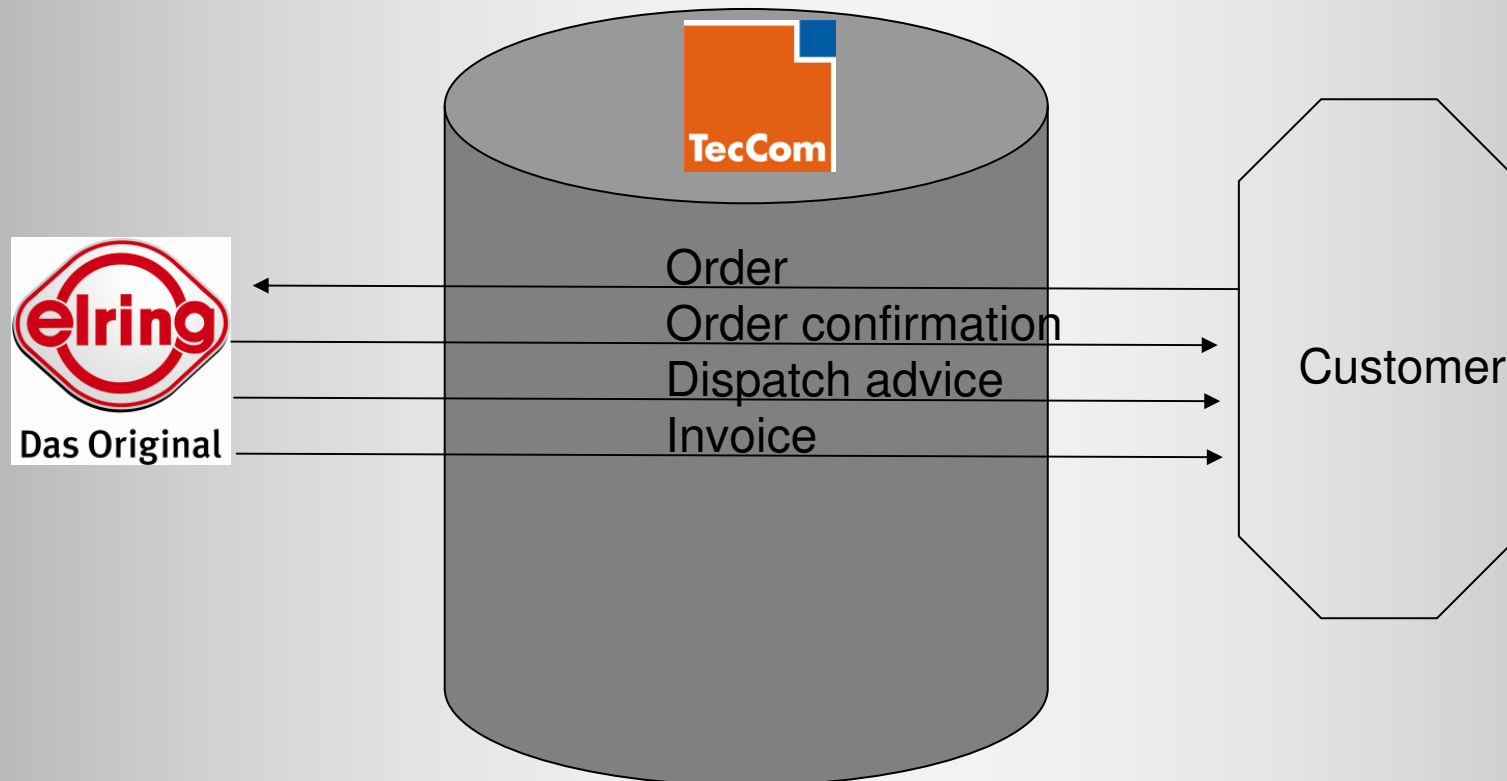 TecCom
elring
Das Original
Order
Order confirmation
Dispatch advice
Invoice
Customer